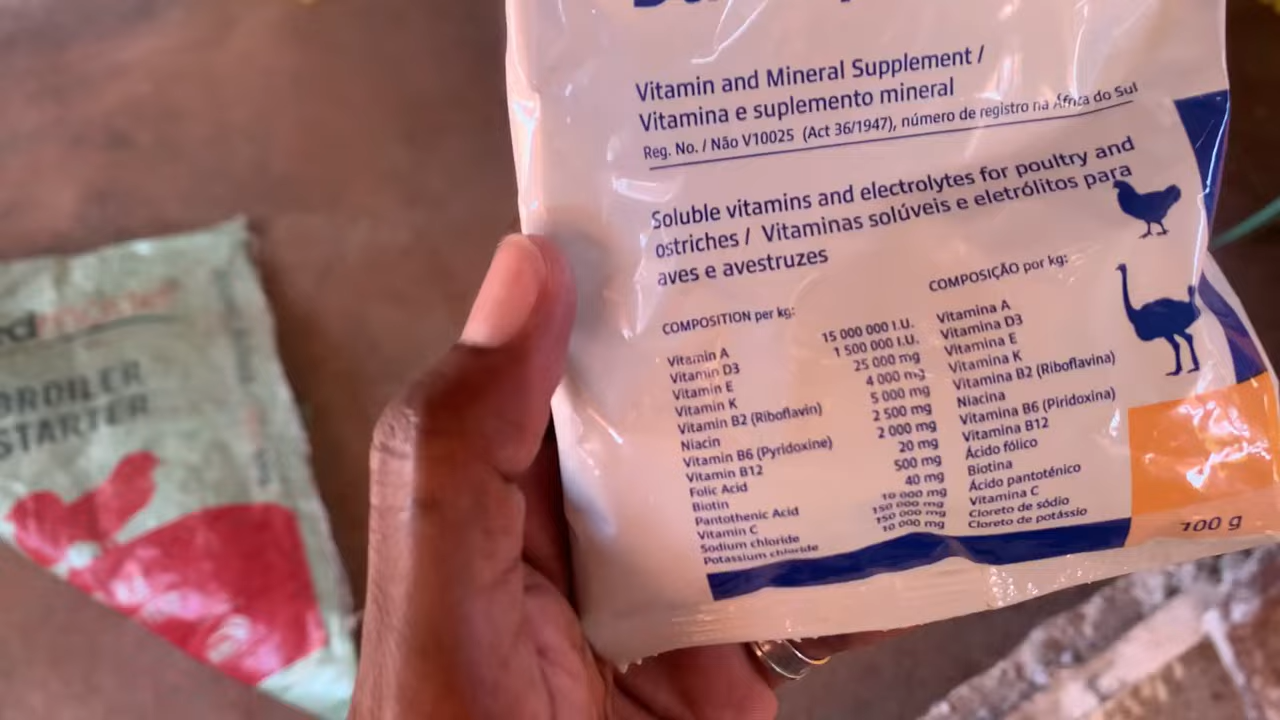 Vitamin and Mineral Supplement /
Vitamina e suplemento mineral
Reg. No. / Não V10025 (Act 36/1947), número de registro na África do Sul
Soluble vitamins and electrolytes for poultry and
ostriches / Vitaminas solúveis e eletrólitos para
aves e avestruzes
COMPOSITION per kg:
Vitamin A 15 000 000 I.U.
Vitamin D3 1 500 000 I.U.
Vitamin E 25 000 mg
Vitamin K 4 000 mg
Vitamin B2 (Riboflavin) 5 000 mg
Niacin 2 500 mg
Vitamin B6 (Pyridoxine) 2 000 mg
Vitamin B12 20 mg
Folic Acid 500 mg
Biotin 40 mg
Pantothenic Acid 10 000 mg
Vitamin C 150 000 mg
Sodium chloride 150 000 mg
Potassium chloride 10 000 mg
COMPOSIÇÃO por kg:
Vitamina A
Vitamina D3
Vitamina E
Vitamina K
Vitamina B2 (Riboflavina)
Niacina
Vitamina B6 (Piridoxina)
Vitamina B12
Ácido fólico
Biotina
Ácido pantoténico
Vitamina C
Cloreto de sódio
Cloreto de potássio
100 g
BROILER
STARTER